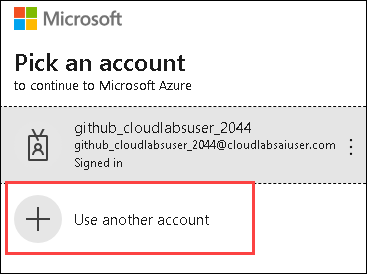 Microsoft
Pick an account
to continue to Microsoft Azure
github_cloudlabsuser_2044
github_cloudlabsuser_2044@cloudlabsaiuser.com
Signed in
Use another account